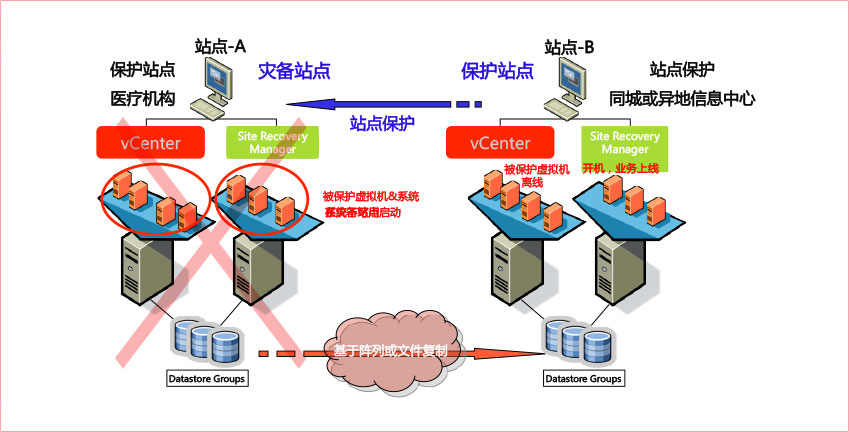 站点-A
保护站点
灾备站点
医疗机构
vCenter
Site Recovery
Manager
被保护虚拟机&系统
启动
站点保护
站点-B
保护站点
站点保护
同城或异地信息中心
vCenter
Site Recovery
Manager
被保护虚拟机
离线
开机，业务上线
基于阵列或文件复制
Datastore Groups
Datastore Groups